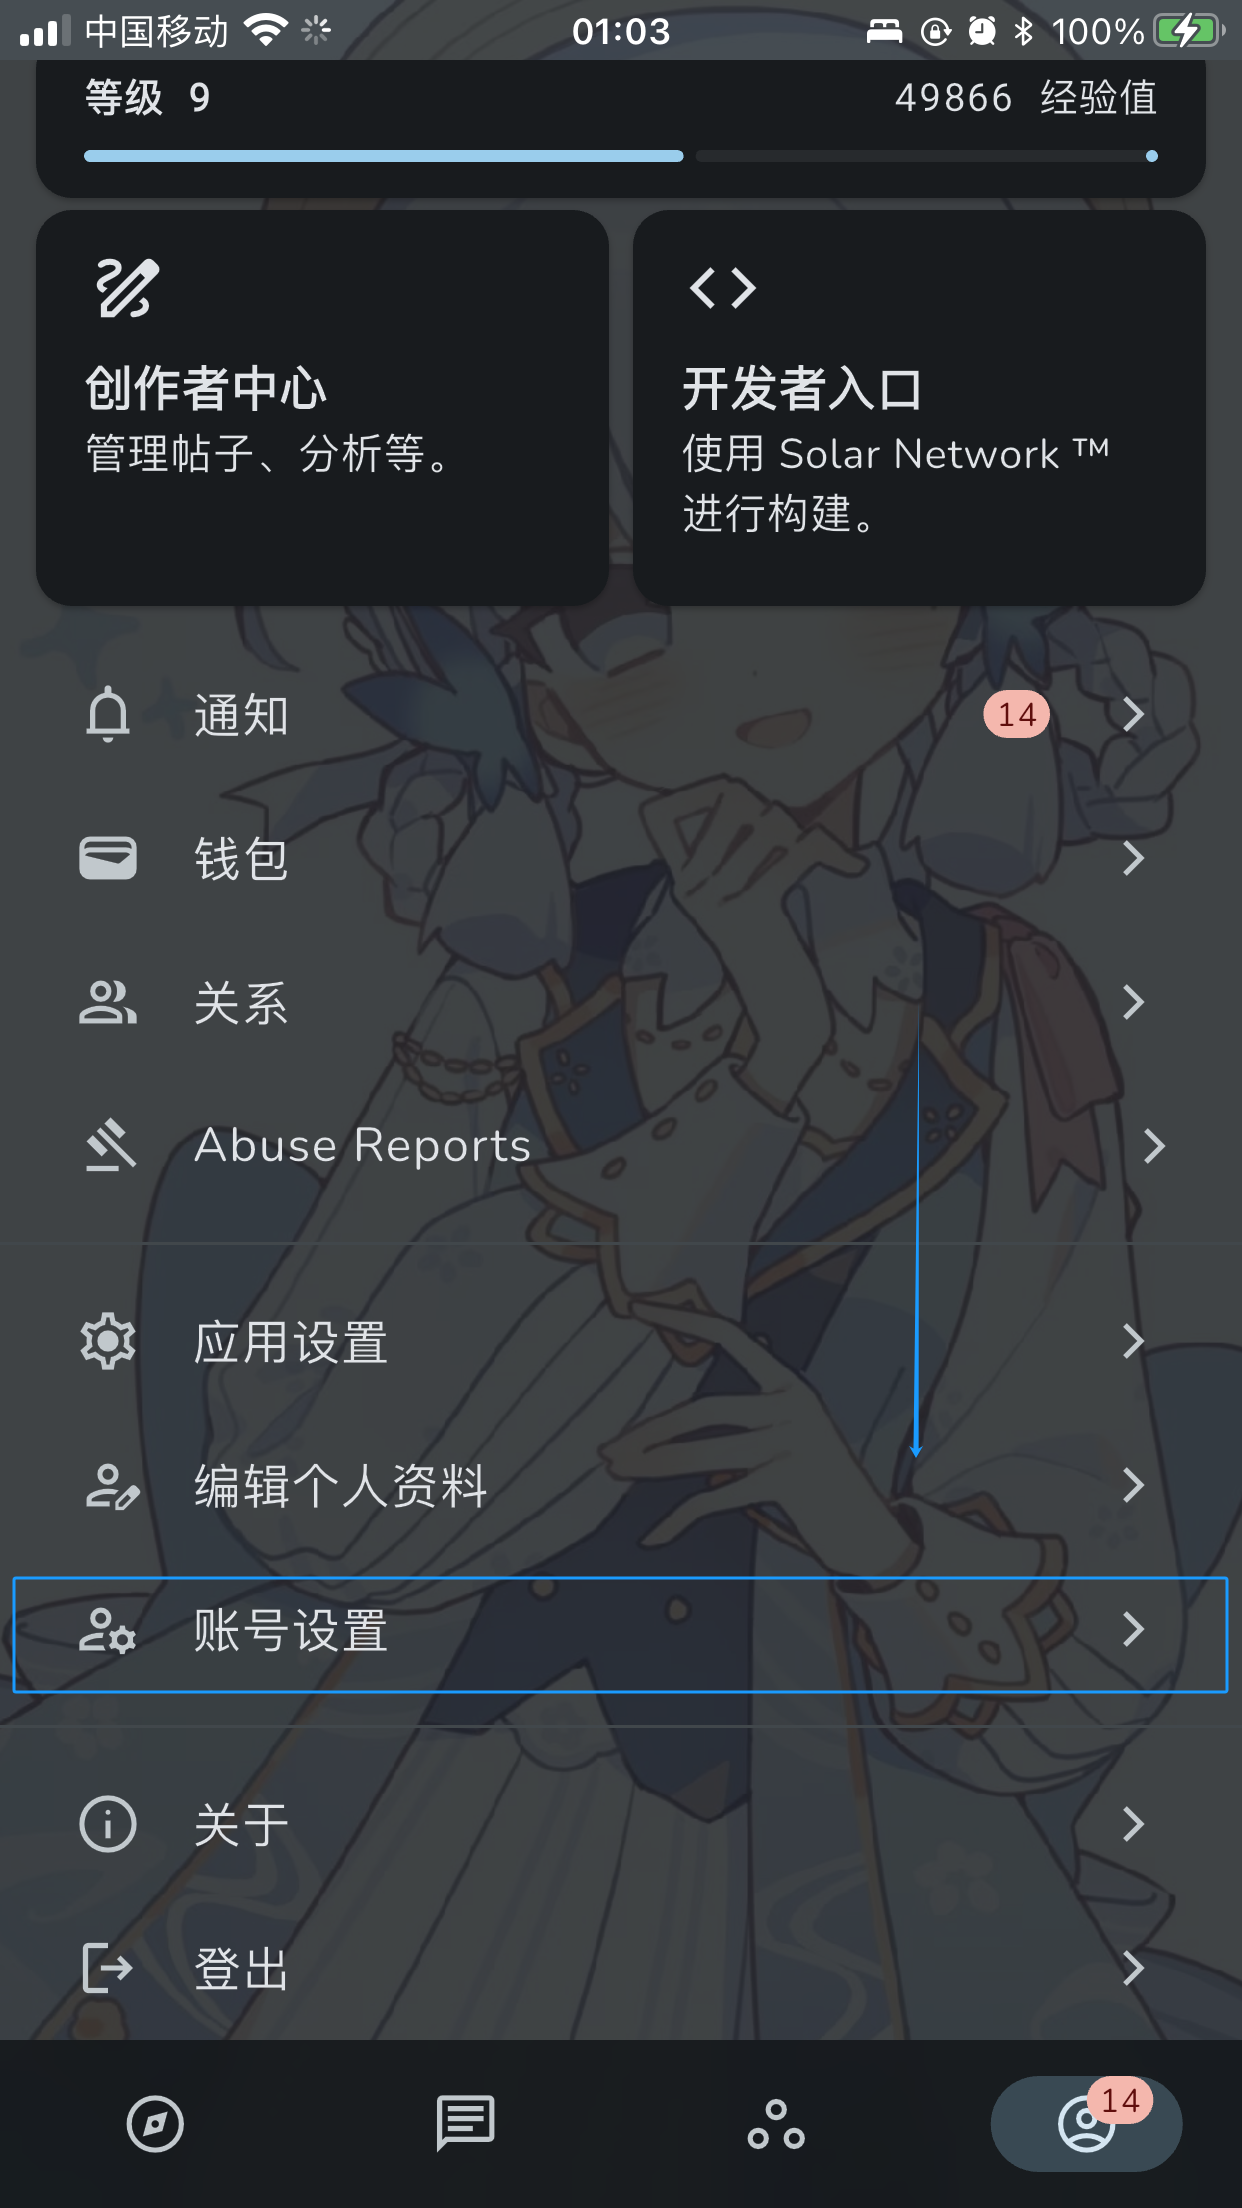 中国移动 01:03 100%
等级 9 49866 经验值
创作者中心
管理帖子、分析等。
开发者入口
使用 Solar Network ™
进行构建。
通知 14
钱包
关系
Abuse Reports
应用设置
编辑个人资料
账号设置
关于
登出
14